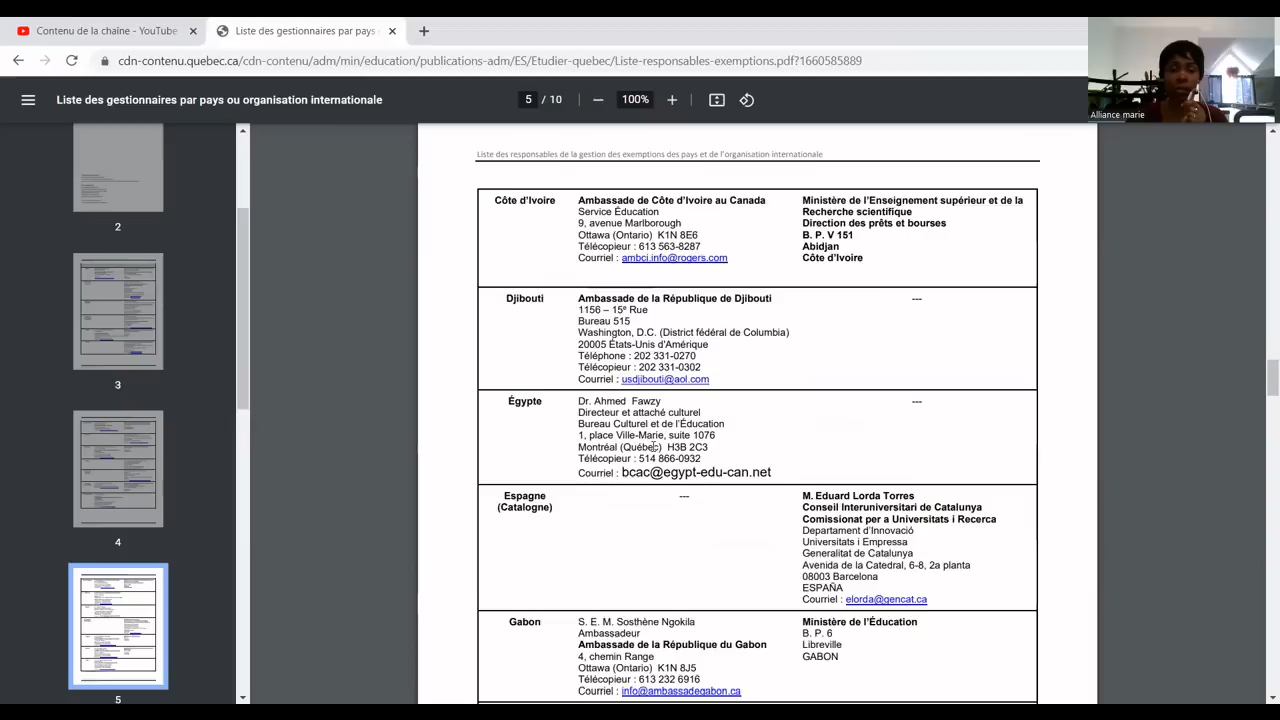 Contenu de la chaîne - YouTube
Liste des gestionnaires par pays
cdn-contenu.quebec.ca/cdn-contenu/adm/min/education/publications-adm/ES/Etudier-quebec/Liste-responsables-exemptions.pdf?1660585889
Alliance marie
Liste des gestionnaires par pays ou organisation internationale
5 / 10
100%
2
3
4
5
Liste des responsables de la gestion des exemptions des pays et de l'organisation internationale
Côte d'Ivoire
Ambassade de Côte d'Ivoire au Canada
Service Éducation
9, avenue Marlborough
Ottawa (Ontario) K1N 8E6
Télécopieur : 613 563-8287
Courriel : ambci.info@rogers.com
Ministère de l'Enseignement supérieur et de la
Recherche scientifique
Direction des prêts et bourses
B. P. V 151
Abidjan
Côte d'Ivoire
Djibouti
Ambassade de la République de Djibouti
1156 – 15e Rue
Bureau 515
Washington, D.C. (District fédéral de Columbia)
20005 États-Unis d'Amérique
Téléphone : 202 331-0270
Télécopieur : 202 331-0302
Courriel : usdjibouti@aol.com
---
Égypte
Dr. Ahmed Fawzy
Directeur et attaché culturel
Bureau Culturel et de l'Éducation
1, place Ville-Marie, suite 1076
Montréal (Québec) H3B 2C3
Télécopieur : 514 866-0932
Courriel : bcac@egypt-edu-can.net
---
Espagne
(Catalogne)
---
M. Eduard Lorda Torres
Conseil Interuniversitari de Catalunya
Comissionat per a Universitats i Recerca
Departament d'Innovació
Universitats i Empressa
Generalitat de Catalunya
Avenida de la Catedral, 6-8, 2a planta
08003 Barcelona
ESPAÑA
Courriel : elorda@gencat.ca
Gabon
S. E. M. Sosthène Ngokila
Ambassadeur
Ambassade de la République du Gabon
4, chemin Range
Ottawa (Ontario) K1N 8J5
Télécopieur : 613 232 6916
Courriel : info@ambassadegabon.ca
Ministère de l'Éducation
B. P. 6
Libreville
GABON